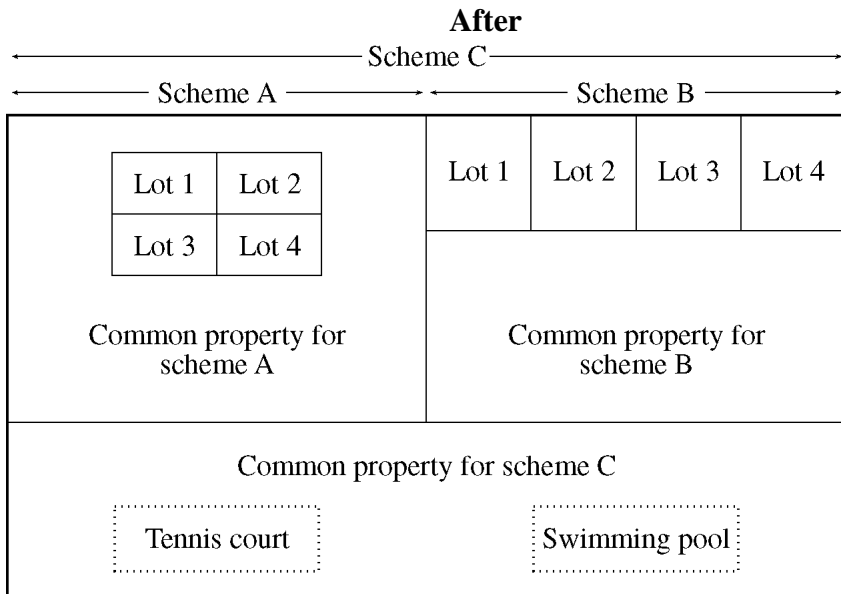 After
Scheme C
Scheme A
Scheme B
Lot 1
Lot 2
Lot 3
Lot 4
Common property for
scheme A
Lot 1
Lot 2
Lot 3
Lot 4
Common property for
scheme B
Common property for scheme C
Tennis court
Swimming pool